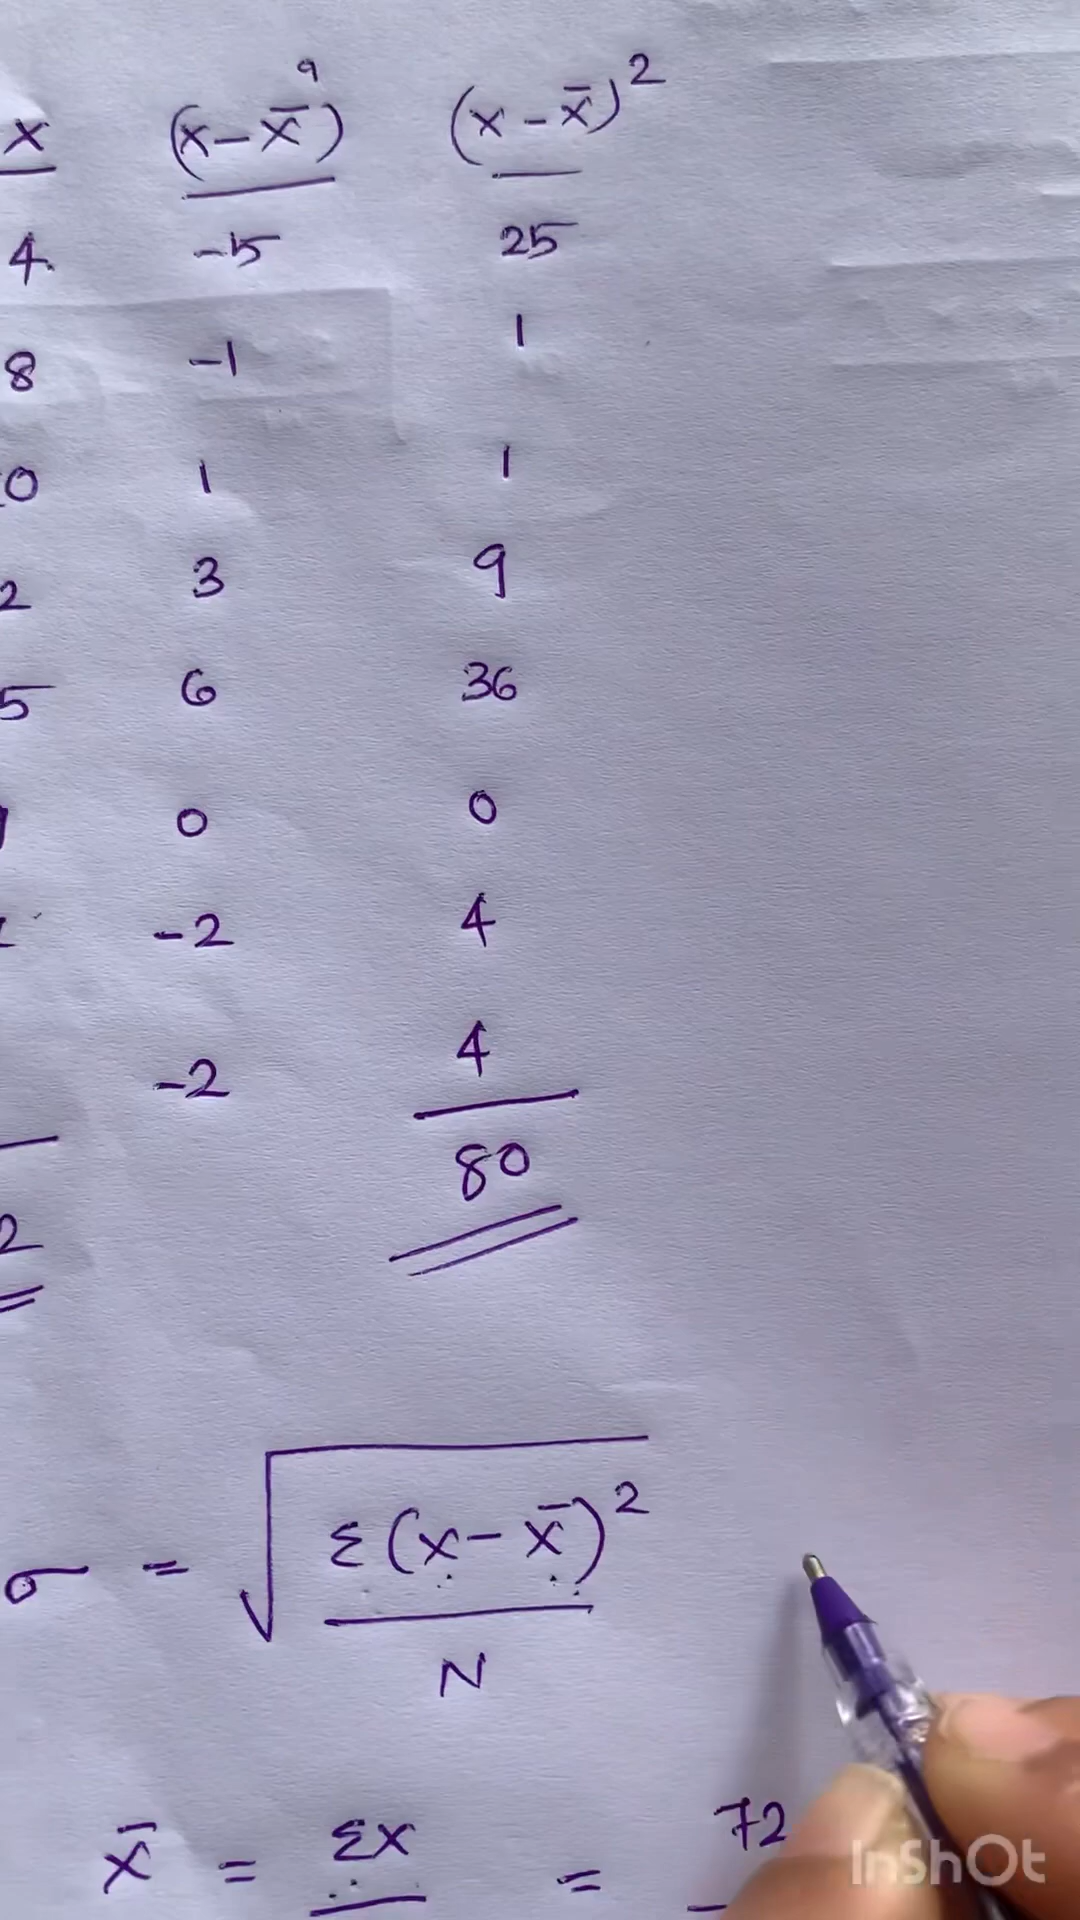 9
x (x-x̄) (x-x̄)²
4 -5 25
8 -1 1
0 1 1
2 3 9
5 6 36
0 0
-2 4
-2 4
80
2
σ = √ Σ(x-x̄)²
N
x̄ = Σx = 72
InShOt